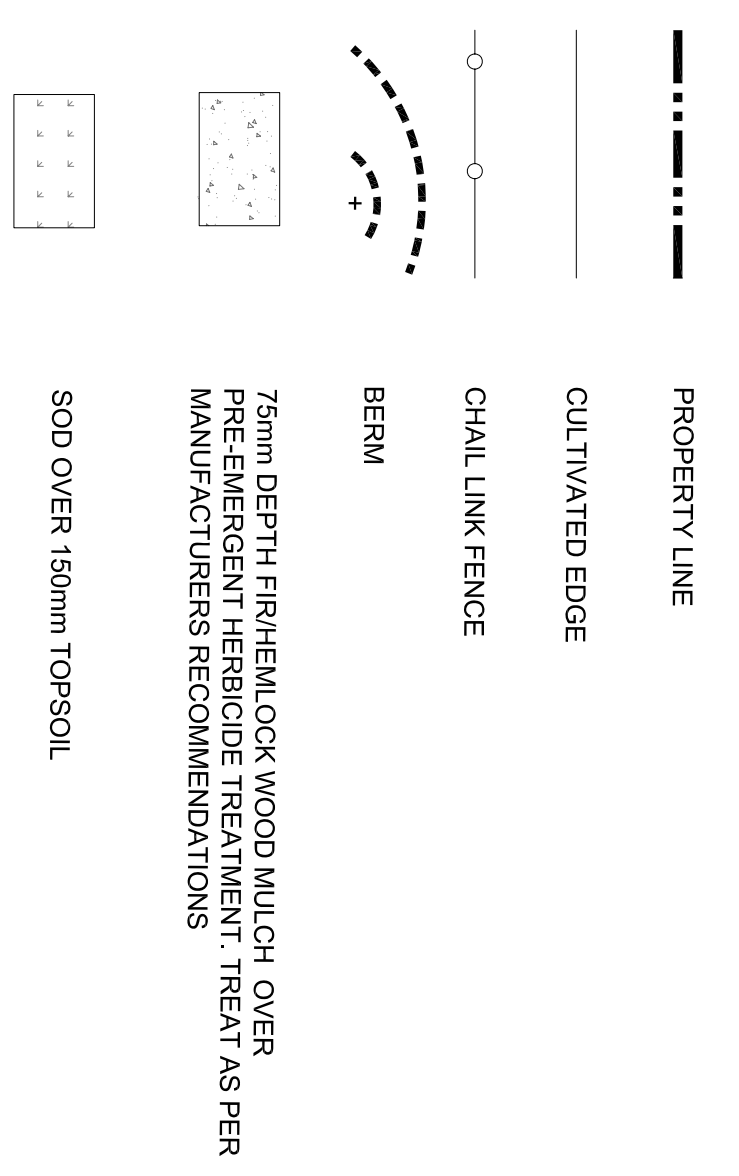 PROPERTY LINE
CULTIVATED EDGE
CHAIL LINK FENCE
BERM
75mm DEPTH FIR/HEMLOCK WOOD MULCH OVER
PRE-EMERGENT HERBICIDE TREATMENT. TREAT AS PER
MANUFACTURERS RECOMMENDATIONS
SOD OVER 150mm TOPSOIL